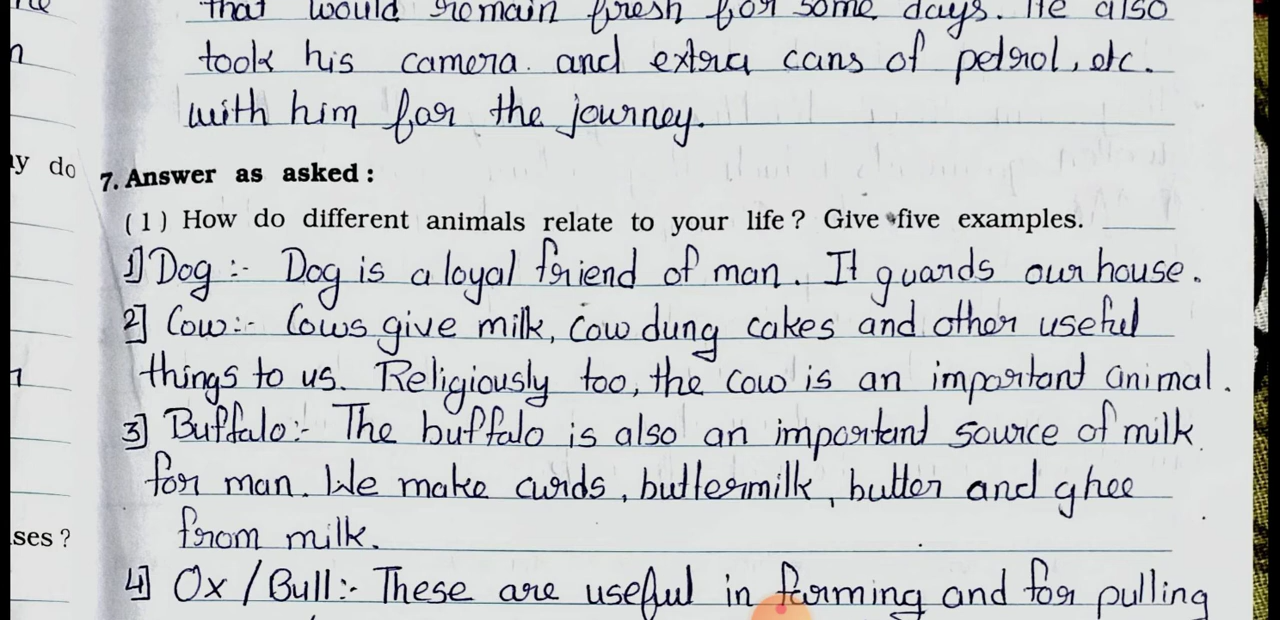 that would remain fresh for some days. He also
took his camera. and extra cans of petrol, etc.
with him for the journey.
do
7. Answer as asked :
(1) How do different animals relate to your life? Give five examples.
1] Dog :- Dog is a loyal friend of man. It guards our house.
2] Cow:- Cows give milk, cow dung cakes and other useful
things to us. Religiously too, the cow is an important animal.
3] Buffalo:- The buffalo is also an important source of milk
for man. We make curds, buttermilk, butter and ghee
ses ?
from milk.
4] Ox / Bull:- These are useful in farming and for pulling